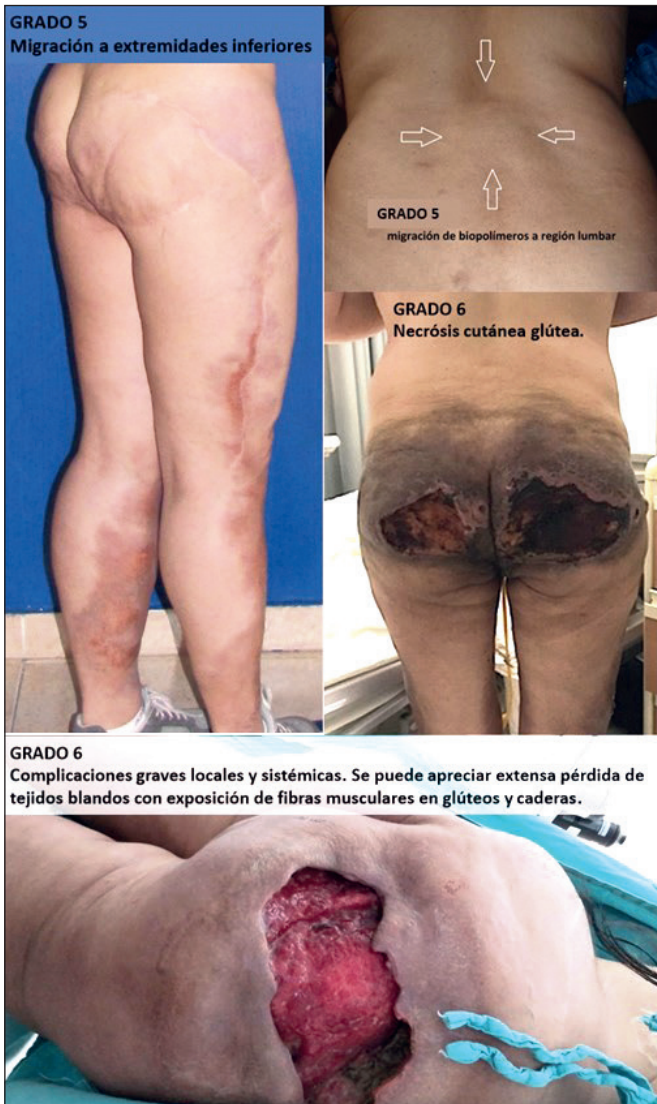 GRADO 5
Migración a extremidades inferiores
GRADO 5
migración de biopolímeros a región lumbar
GRADO 6
Necrósis cutánea glútea.
GRADO 6
Complicaciones graves locales y sistémicas. Se puede apreciar extensa pérdida de
tejidos blandos con exposición de fibras musculares en glúteos y caderas.